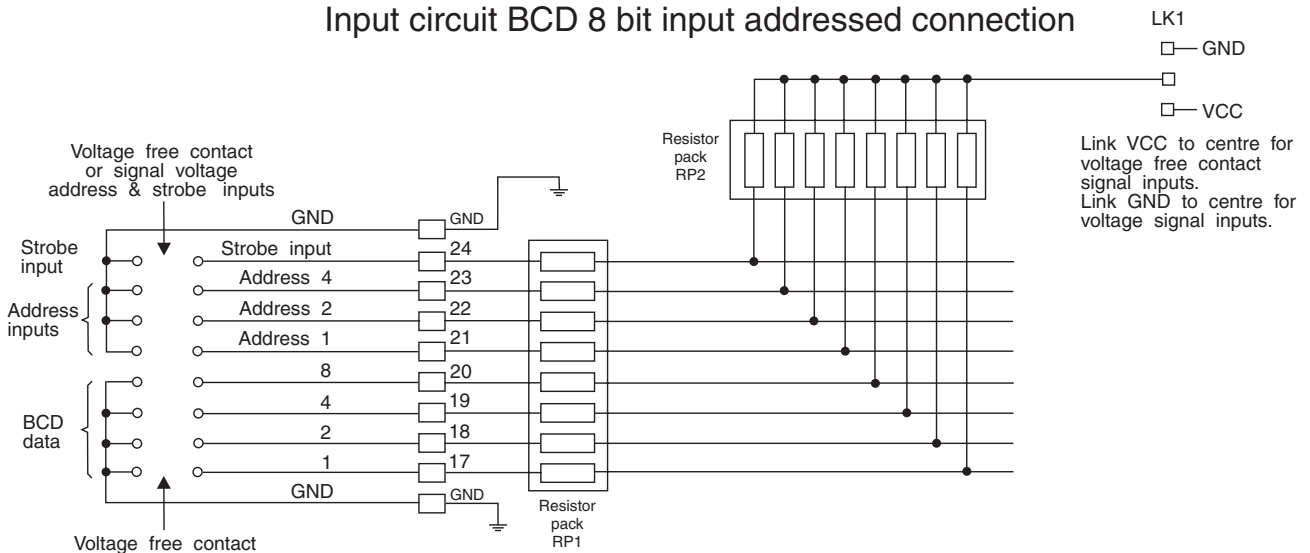 Input circuit BCD 8 bit input addressed connection
LK1
GND
VCC
Link VCC to centre for
voltage free contact
signal inputs.
Link GND to centre for
voltage signal inputs.
Resistor
pack
RP2
Voltage free contact
or signal voltage
address & strobe inputs
GND
GND
Strobe
input
Strobe input
24
Address
inputs
Address 4
23
Address 2
22
Address 1
21
BCD
data
8
20
4
19
2
18
1
17
GND
GND
Resistor
pack
RP1
Voltage free contact